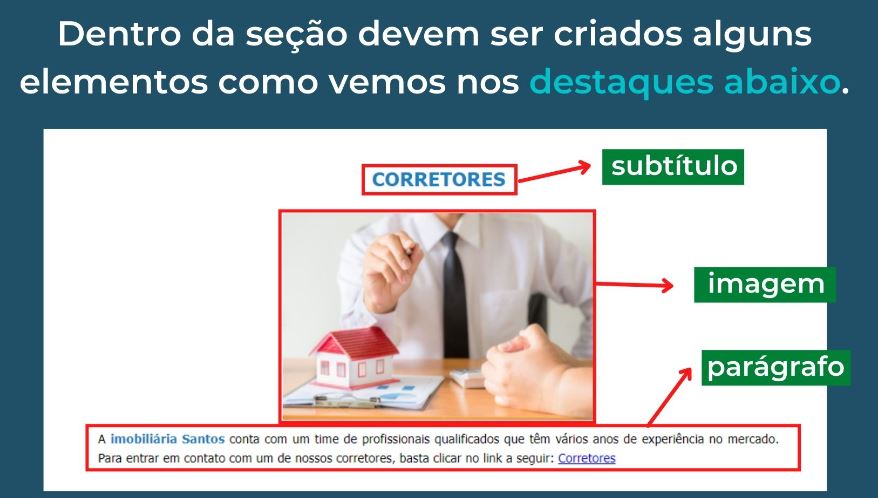 Dentro da seção devem ser criados alguns
elementos como vemos nos destaques abaixo.
CORRETORES
subtítulo
imagem
parágrafo
A imobiliária Santos conta com um time de profissionais qualificados que têm vários anos de experiência no mercado.
Para entrar em contato com um de nossos corretores, basta clicar no link a seguir: Corretores